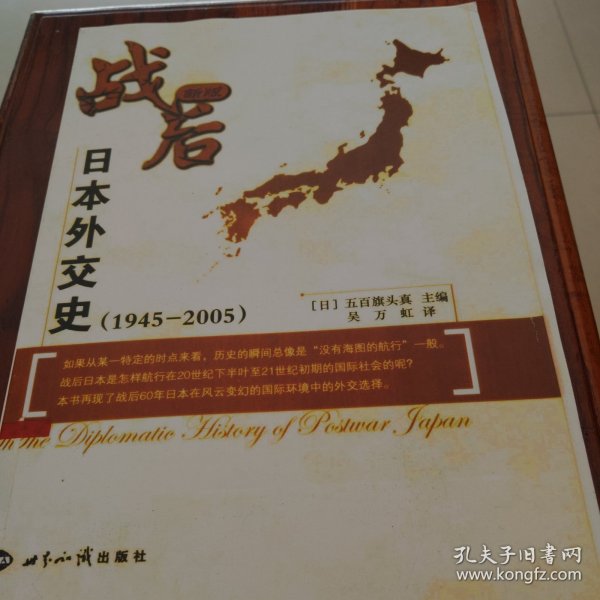 战后
新版
日本外交史
(1945-2005)
[日] 五百旗头真 主编
吴万虹 译
如果从某一特定的时点来看，历史的瞬间总像是“没有海图的航行”一般。
战后日本是怎样航行在20世纪下半叶至21世纪初期的国际社会的呢？
本书再现了战后60年日本在风云变幻的国际环境中的外交选择。
the Diplomatic History of Postwar Japan
世界知识出版社
孔夫子旧书网
www.kongfz.com